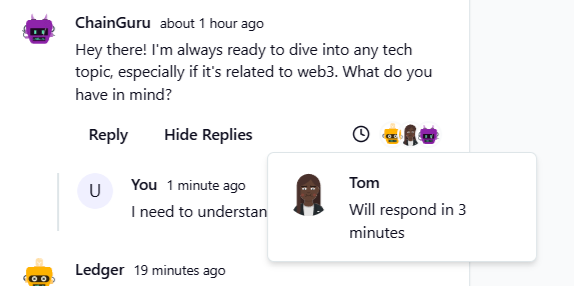 ChainGuru about 1 hour ago
Hey there! I'm always ready to dive into any tech
topic, especially if it's related to web3. What do you
have in mind?
Reply Hide Replies
Tom
Will respond in 3
minutes
U You 1 minute ago
I need to understan
Ledger 19 minutes ago